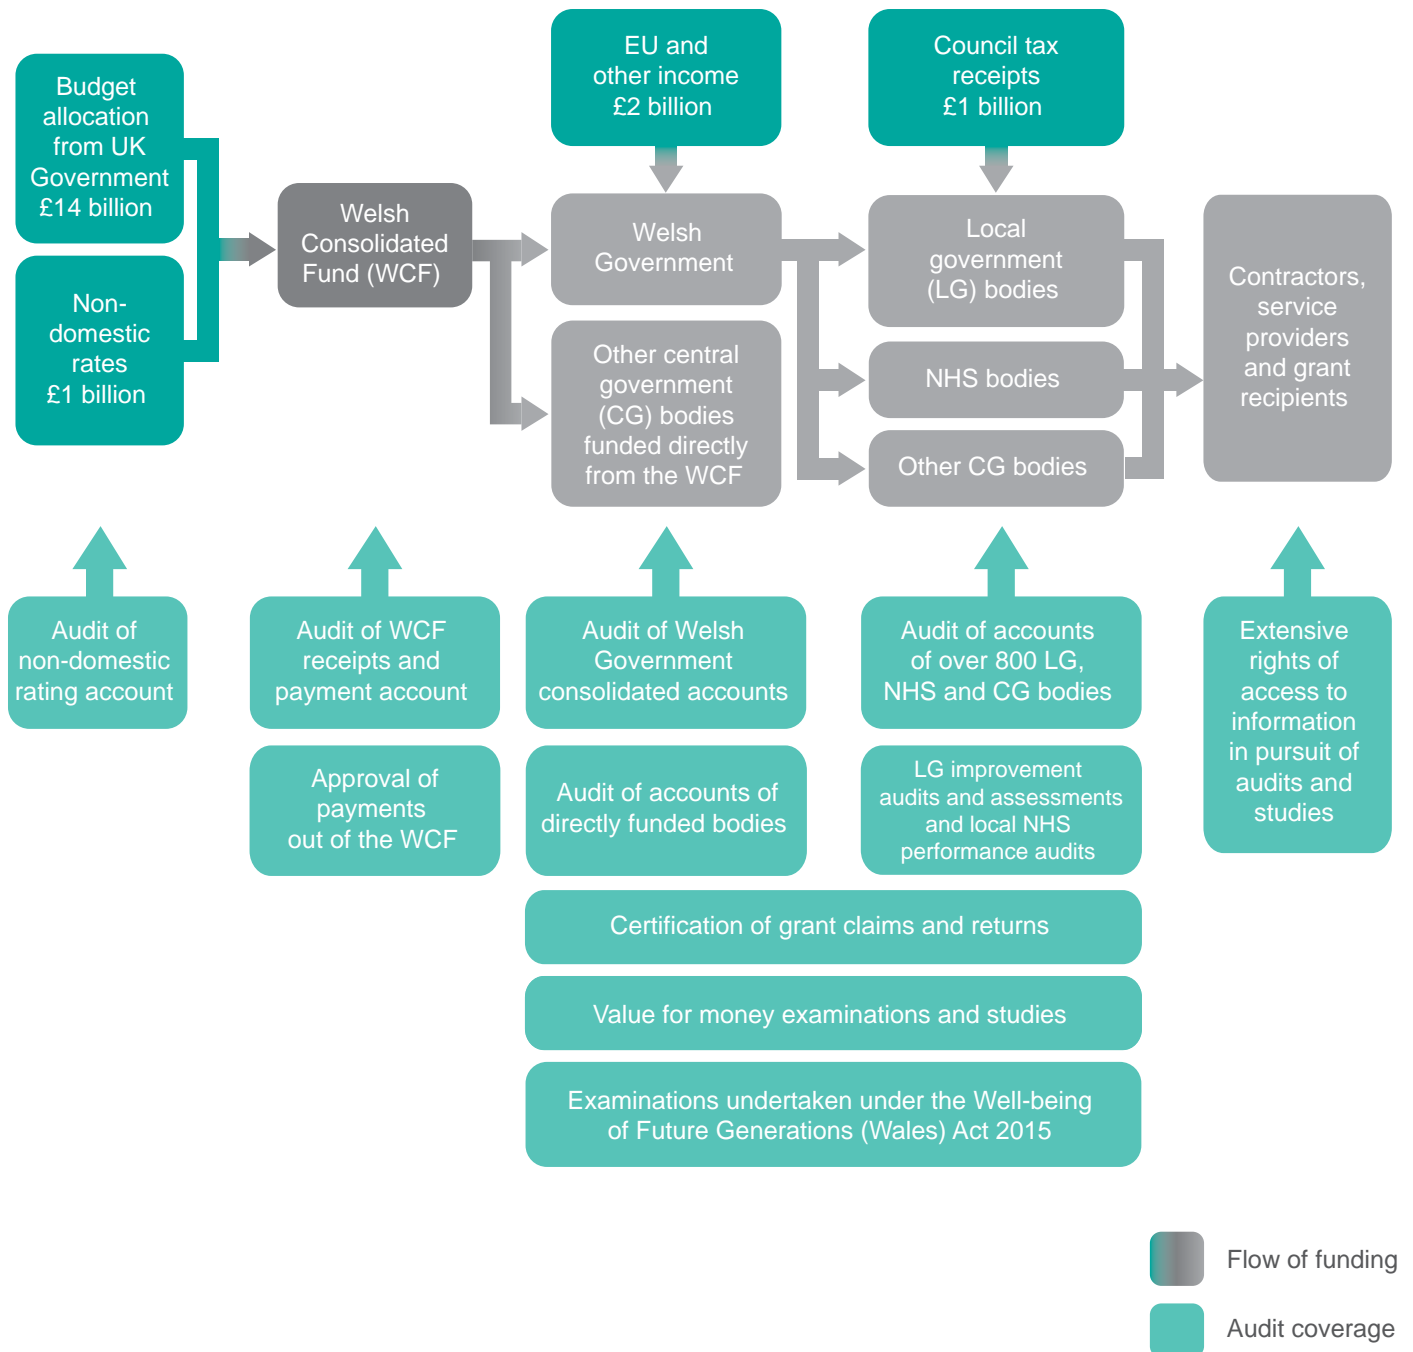 Budget
allocation
from UK
Government
£14 billion
Non-
domestic
rates
£1 billion
Welsh
Consolidated
Fund (WCF)
EU and
other income
£2 billion
Welsh
Government
Other central
government
(CG) bodies
funded directly
from the WCF
Council tax
receipts
£1 billion
Local
government
(LG) bodies
NHS bodies
Other CG bodies
Contractors,
service
providers
and grant
recipients
Audit of
non-domestic
rating account
Audit of WCF
receipts and
payment account
Approval of
payments
out of the WCF
Audit of Welsh
Government
consolidated accounts
Audit of accounts of
directly funded bodies
Audit of accounts
of over 800 LG,
NHS and CG bodies
LG improvement
audits and assessments
and local NHS
performance audits
Extensive
rights of
access to
information
in pursuit of
audits and
studies
Certification of grant claims and returns
Value for money examinations and studies
Examinations undertaken under the Well-being
of Future Generations (Wales) Act 2015
Flow of funding
Audit coverage